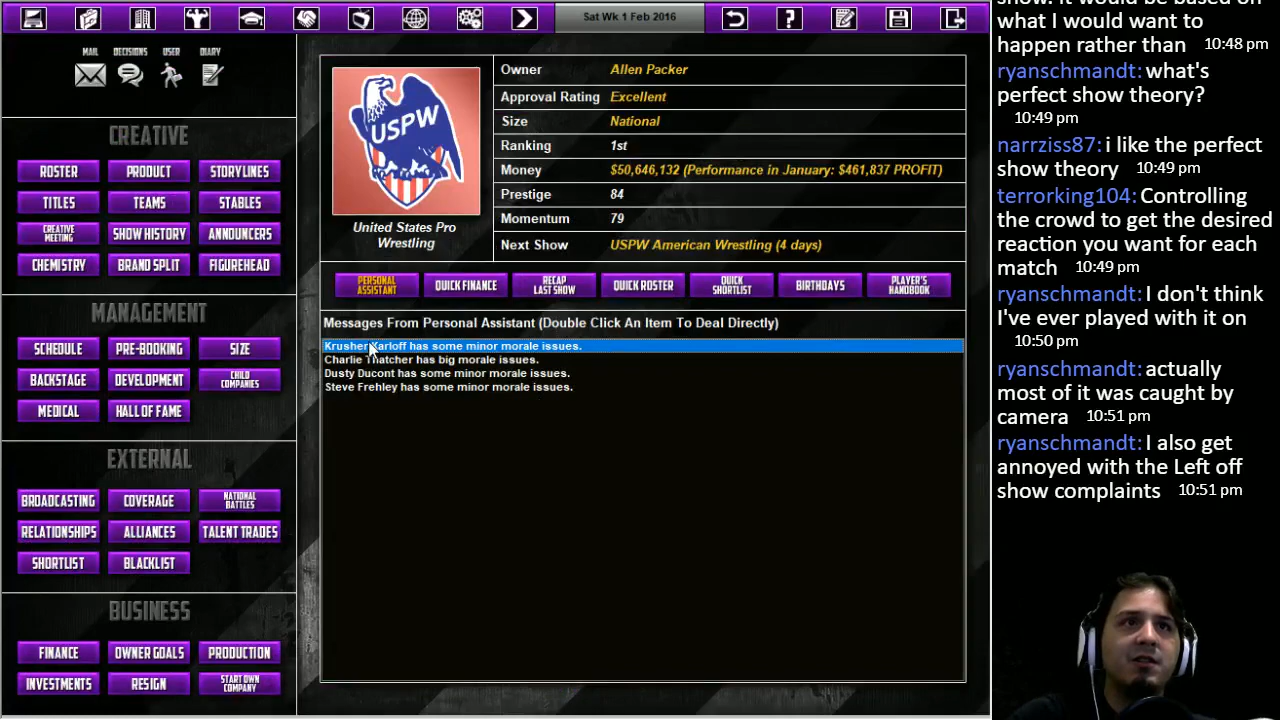 Sat Wk 1 Feb 2016
MAIL DECISIONS USER DIARY
CREATIVE
ROSTER PRODUCT STORYLINES
TITLES TEAMS STABLES
CREATIVE MEETING SHOW HISTORY ANNOUNCERS
CHEMISTRY BRAND SPLIT FIGUREHEAD
MANAGEMENT
SCHEDULE PRE-BOOKING SIZE
BACKSTAGE DEVELOPMENT CHILD COMPANIES
MEDICAL HALL OF FAME
EXTERNAL
BROADCASTING COVERAGE NATIONAL BATTLES
RELATIONSHIPS ALLIANCES TALENT TRADES
SHORTLIST BLACKLIST
BUSINESS
FINANCE OWNER GOALS PRODUCTION
INVESTMENTS RESIGN START OWN COMPANY
USPW
United States Pro
Wrestling
Owner Allen Packer
Approval Rating Excellent
Size National
Ranking 1st
Money $50,646,132 (Performance in January: $461,837 PROFIT)
Prestige 84
Momentum 79
Next Show USPW American Wrestling (4 days)
PERSONAL ASSISTANT QUICK FINANCE RECAP LAST SHOW QUICK ROSTER QUICK SHORTLIST BIRTHDAYS PLAYER'S HANDBOOK
Messages From Personal Assistant (Double Click An Item To Deal Directly)
Krusher Karloff has some minor morale issues.
Charlie Thatcher has big morale issues.
Dusty Ducont has some minor morale issues.
Steve Frehley has some minor morale issues.
show. It would be based on
what I would want to
happen rather than 10:48 pm
ryanschmandt: what's
perfect show theory?
10:49 pm
narrziss87: i like the perfect
show theory 10:49 pm
terrorking104: Controlling
the crowd to get the desired
reaction you want for each
match 10:49 pm
ryanschmandt: I don't think
I've ever played with it on
10:50 pm
ryanschmandt: actually
most of it was caught by
camera 10:51 pm
ryanschmandt: I also get
annoyed with the Left off
show complaints 10:51 pm